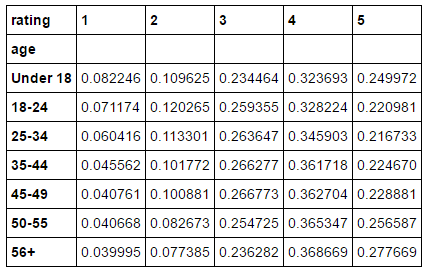 rating 1 2 3 4 5
age
Under 18 0.082246 0.109625 0.234464 0.323693 0.249972
18-24 0.071174 0.120265 0.259355 0.328224 0.220981
25-34 0.060416 0.113301 0.263647 0.345903 0.216733
35-44 0.045562 0.101772 0.266277 0.361718 0.224670
45-49 0.040761 0.100881 0.266773 0.362704 0.228881
50-55 0.040668 0.082673 0.254725 0.365347 0.256587
56+ 0.039995 0.077385 0.236282 0.368669 0.277669